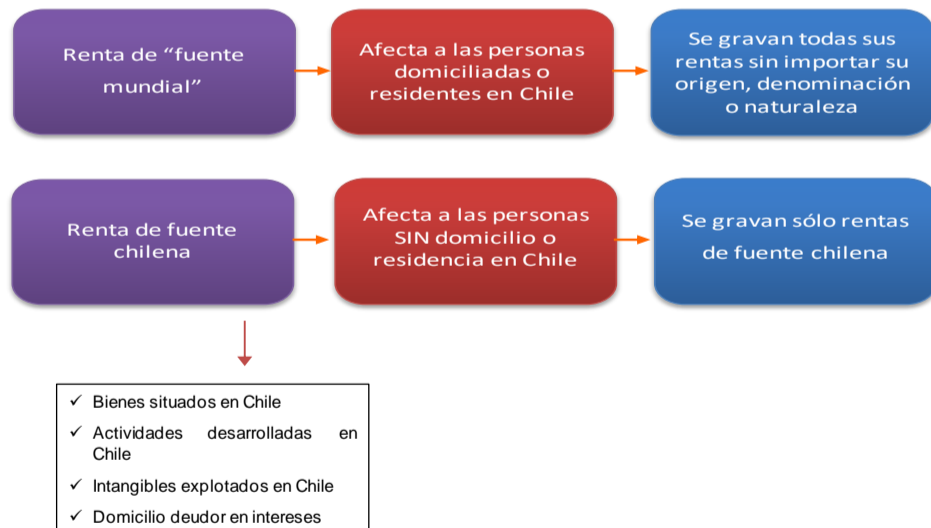 Renta de “fuente
mundial”
Afecta a las personas
domiciliadas o
residentes en Chile
Se gravan todas sus
rentas sin importar su
origen, denominación
o naturaleza
Renta de fuente
chilena
Afecta a las personas
SIN domicilio o
residencia en Chile
Se gravan sólo rentas
de fuente chilena
✓ Bienes situados en Chile
✓ Actividades desarrolladas en
Chile
✓ Intangibles explotados en Chile
✓ Domicilio deudor en intereses